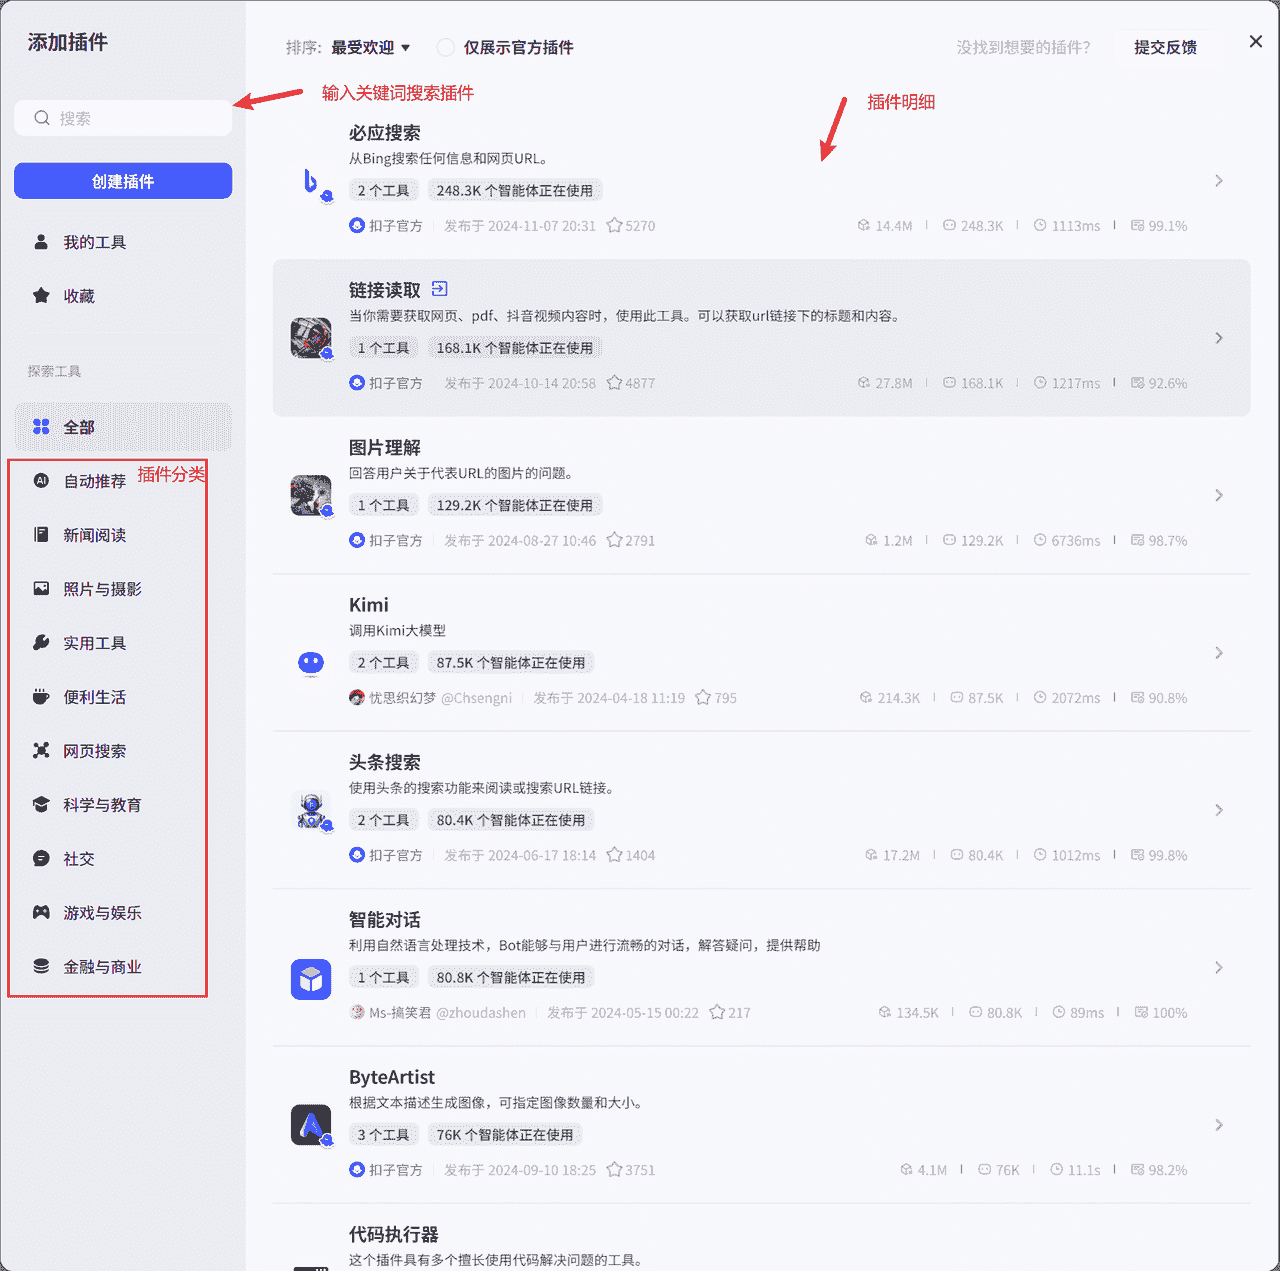 添加插件
搜索
创建插件
我的工具
收藏
探索工具
全部
自动推荐
插件分类
新闻阅读
照片与摄影
实用工具
便利生活
网页搜索
科学与教育
社交
游戏与娱乐
金融与商业
排序: 最受欢迎 仅展示官方插件 没找到想要的插件? 提交反馈
输入关键词搜索插件
插件明细
必应搜索
从Bing搜索任何信息和网页URL。
2 个工具 248.3K 个智能体正在使用
扣子官方 发布于 2024-11-07 20:31 5270 14.4M 248.3K 1113ms 99.1%
链接读取
当你需要获取网页、pdf、抖音视频内容时，使用此工具。可以获取url链接下的标题和内容。
1 个工具 168.1K 个智能体正在使用
扣子官方 发布于 2024-10-14 20:58 4877 27.8M 168.1K 1217ms 92.6%
图片理解
回答用户关于代表URL的图片的问题。
1 个工具 129.2K 个智能体正在使用
扣子官方 发布于 2024-08-27 10:46 2791 1.2M 129.2K 6736ms 98.7%
Kimi
调用Kimi大模型
2 个工具 87.5K 个智能体正在使用
忧思织幻梦 @Chsengni 发布于 2024-04-18 11:19 795 214.3K 87.5K 2072ms 90.8%
头条搜索
使用头条的搜索功能来阅读或搜索URL链接。
2 个工具 80.4K 个智能体正在使用
扣子官方 发布于 2024-06-17 18:14 1404 17.2M 80.4K 1012ms 99.8%
智能对话
利用自然语言处理技术，Bot能够与用户进行流畅的对话，解答疑问，提供帮助
1 个工具 80.8K 个智能体正在使用
Ms-搞笑君 @zhoudashen 发布于 2024-05-15 00:22 217 134.5K 80.8K 89ms 100%
ByteArtist
根据文本描述生成图像，可指定图像数量和大小。
3 个工具 76K 个智能体正在使用
扣子官方 发布于 2024-09-10 18:25 3751 4.1M 76K 11.1s 98.2%
代码执行器
这个插件具有多个擅长使用代码解决问题的工具。